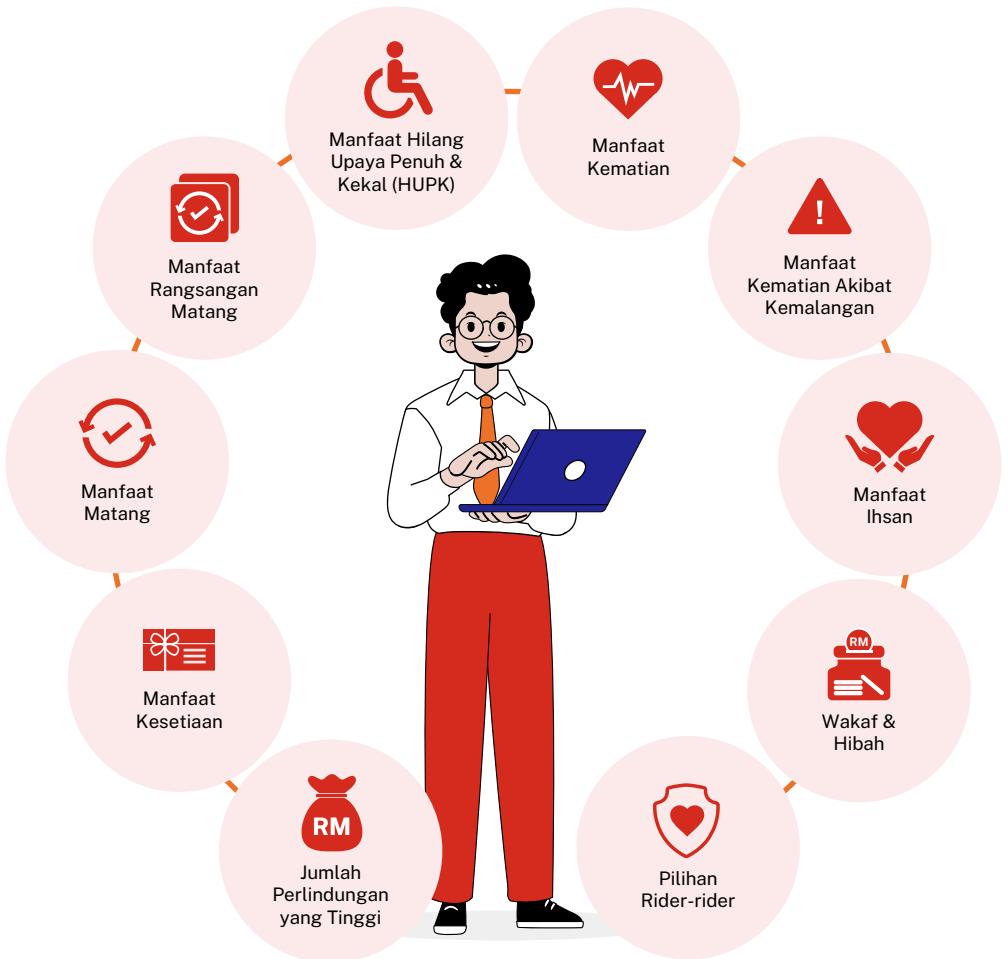 Manfaat Hilang
Upaya Penuh &
Kekal (HUPK)
Manfaat
Kematian
Manfaat
Rangsangan
Matang
!
Manfaat
Kematian Akibat
Kemalangan
Manfaat
Matang
Manfaat
Ihsan
Manfaat
Kesetiaan
RM
Wakaf &
Hibah
RM
Jumlah
Perlindungan
yang Tinggi
Pilihan
Rider-rider